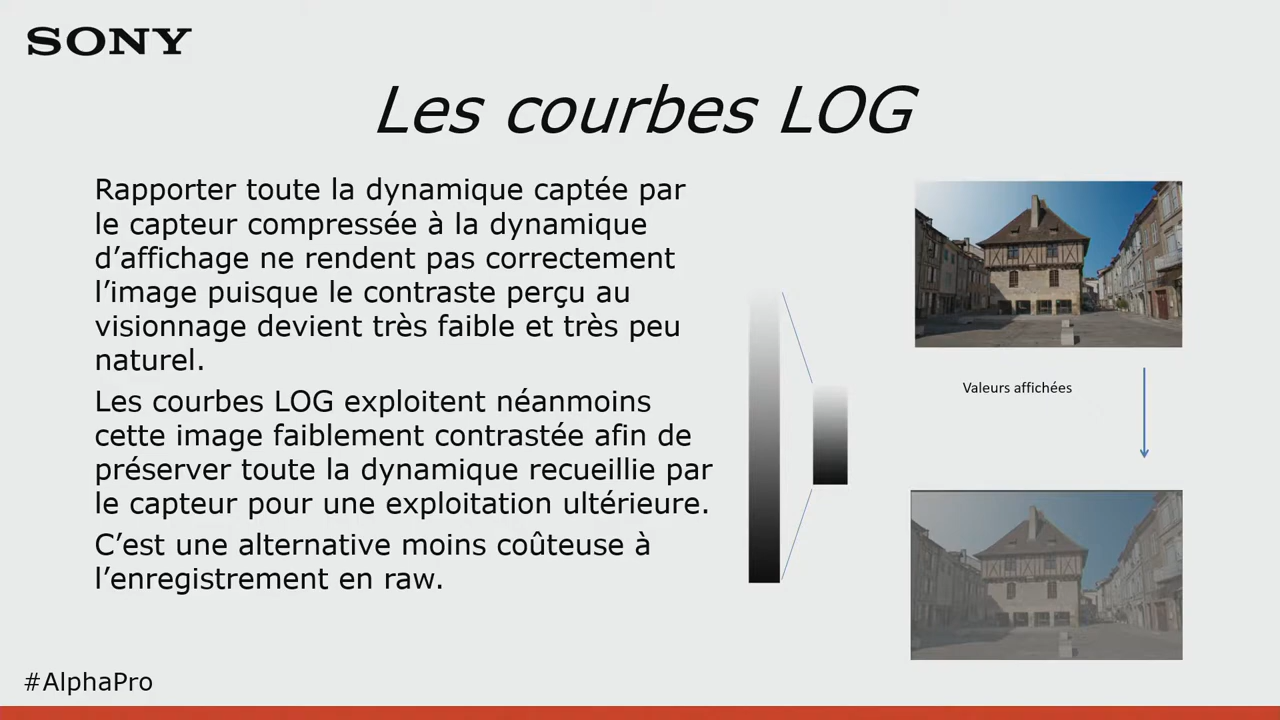 SONY
Les courbes LOG
Rapporter toute la dynamique captée par
le capteur compressée à la dynamique
d’affichage ne rendent pas correctement
l’image puisque le contraste perçu au
visionnage devient très faible et très peu
naturel.
Les courbes LOG exploitent néanmoins
cette image faiblement contrastée afin de
préserver toute la dynamique recueillie par
le capteur pour une exploitation ultérieure.
C’est une alternative moins coûteuse à
l’enregistrement en raw.
Valeurs affichées
#AlphaPro